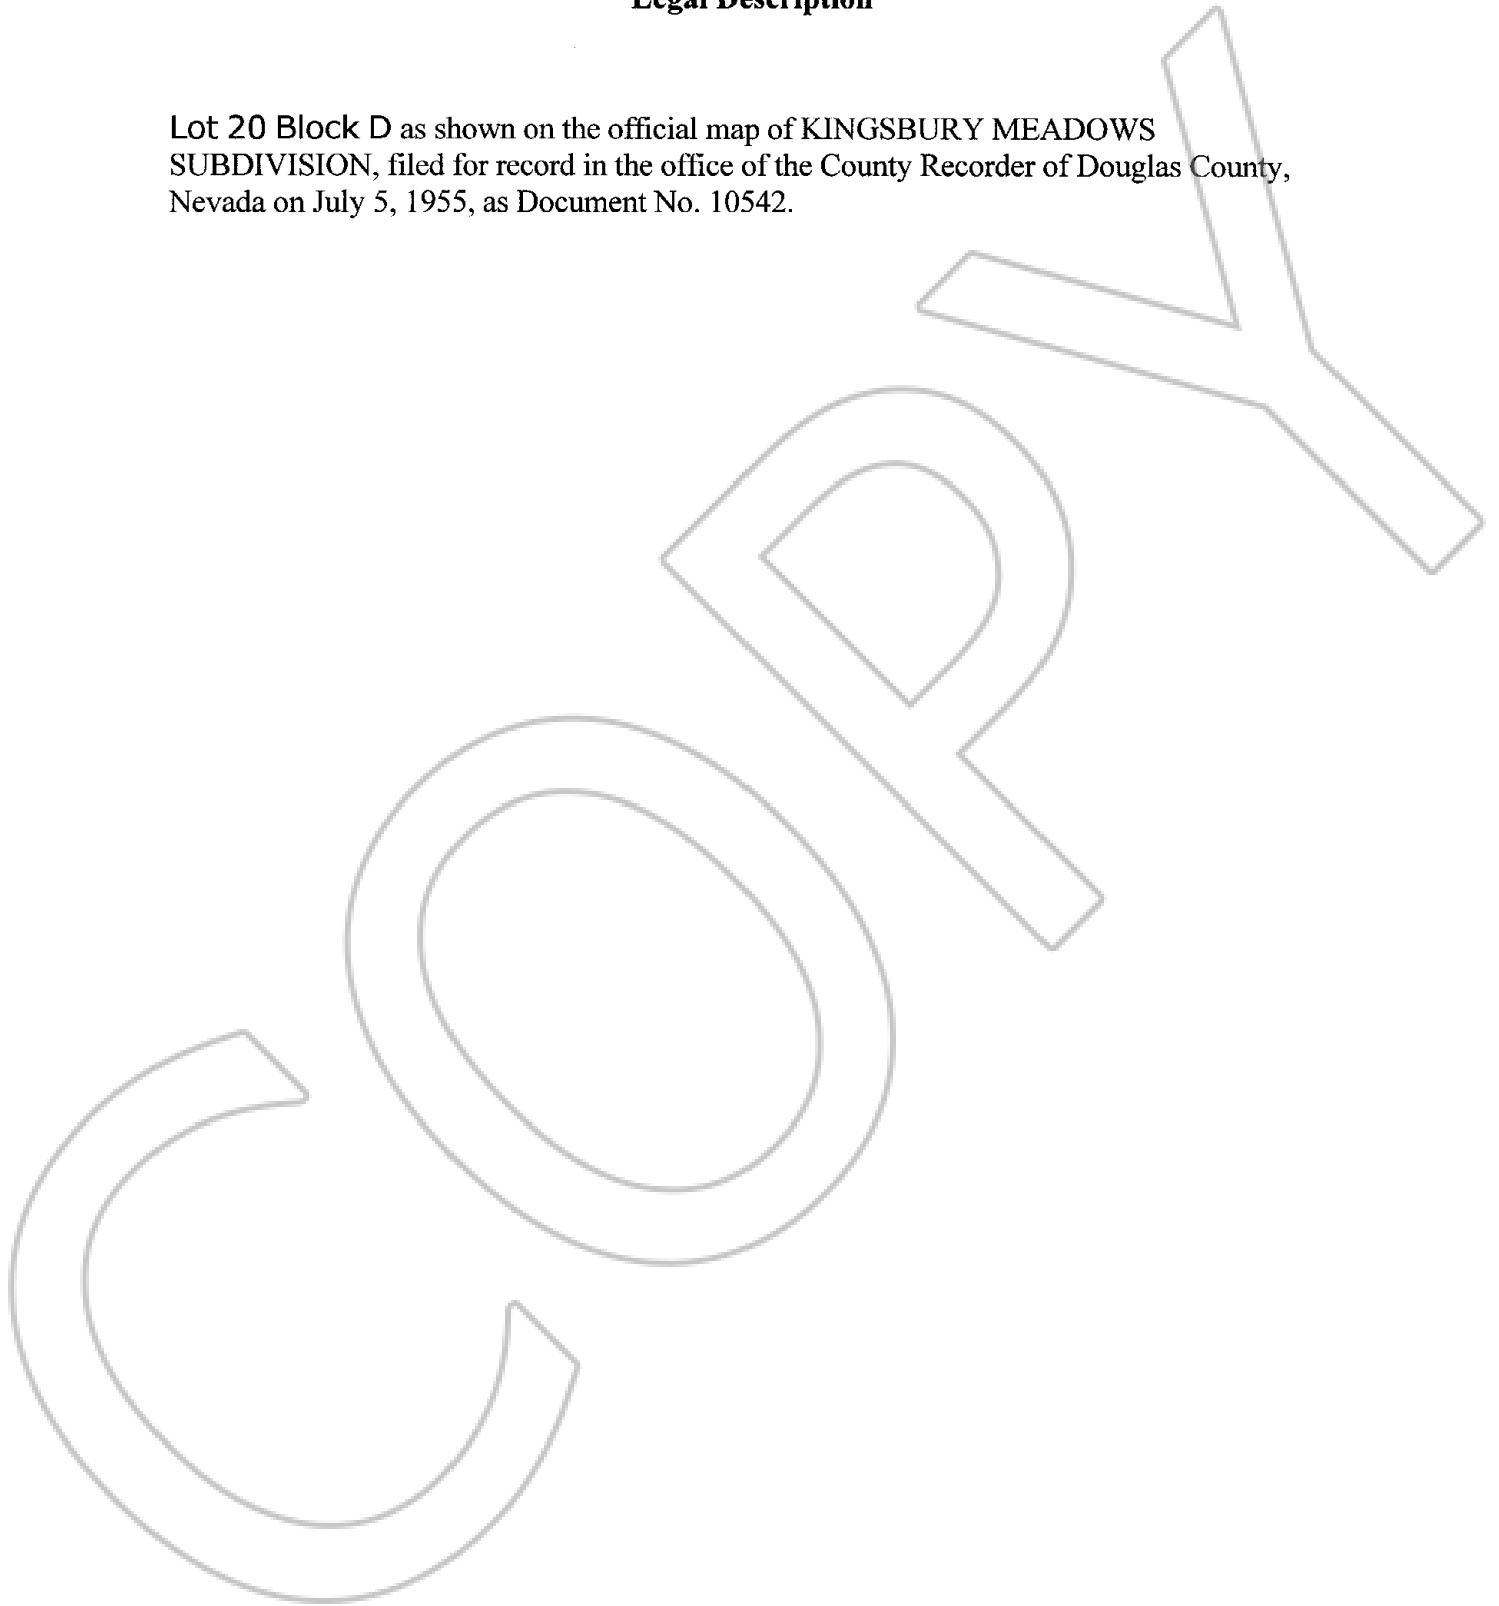 Legal Description
Lot 20 Block D as shown on the official map of KINGSBURY MEADOWS
SUBDIVISION, filed for record in the office of the County Recorder of Douglas County,
Nevada on July 5, 1955, as Document No. 10542.
COPY